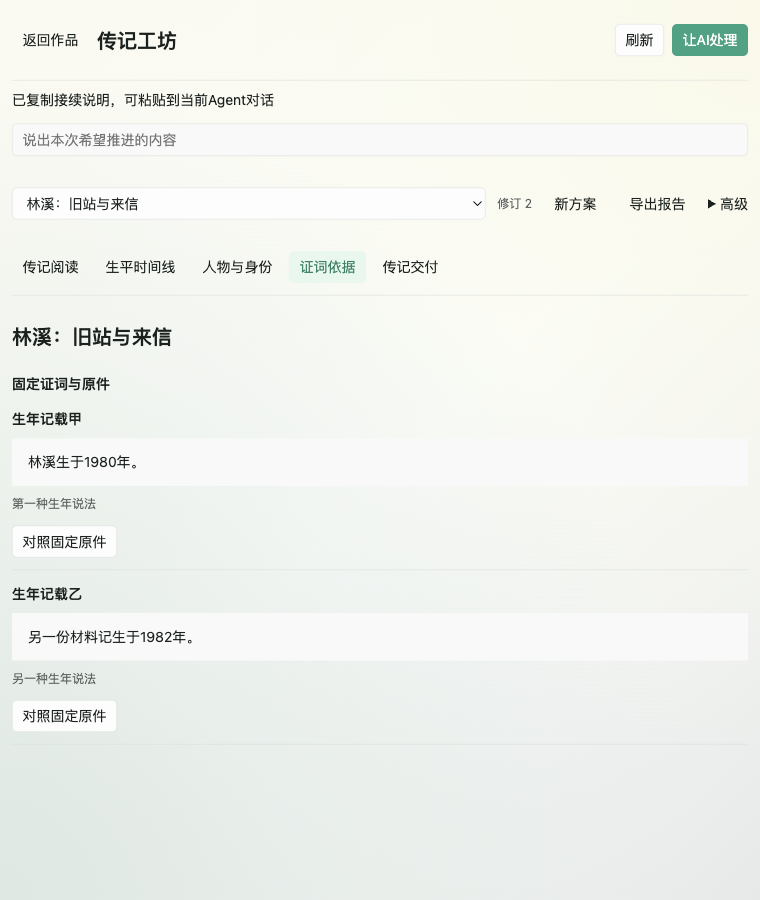 返回作品 传记工坊 刷新 让AI处理
已复制接续说明，可粘贴到当前Agent对话
说出本次希望推进的内容
林溪：旧站与来信 修订 2 新方案 导出报告 ▶ 高级
传记阅读 生平时间线 人物与身份 证词依据 传记交付
林溪：旧站与来信
固定证词与原件
生年记载甲
林溪生于1980年。
第一种生年说法
对照固定原件
生年记载乙
另一份材料记生于1982年。
另一种生年说法
对照固定原件